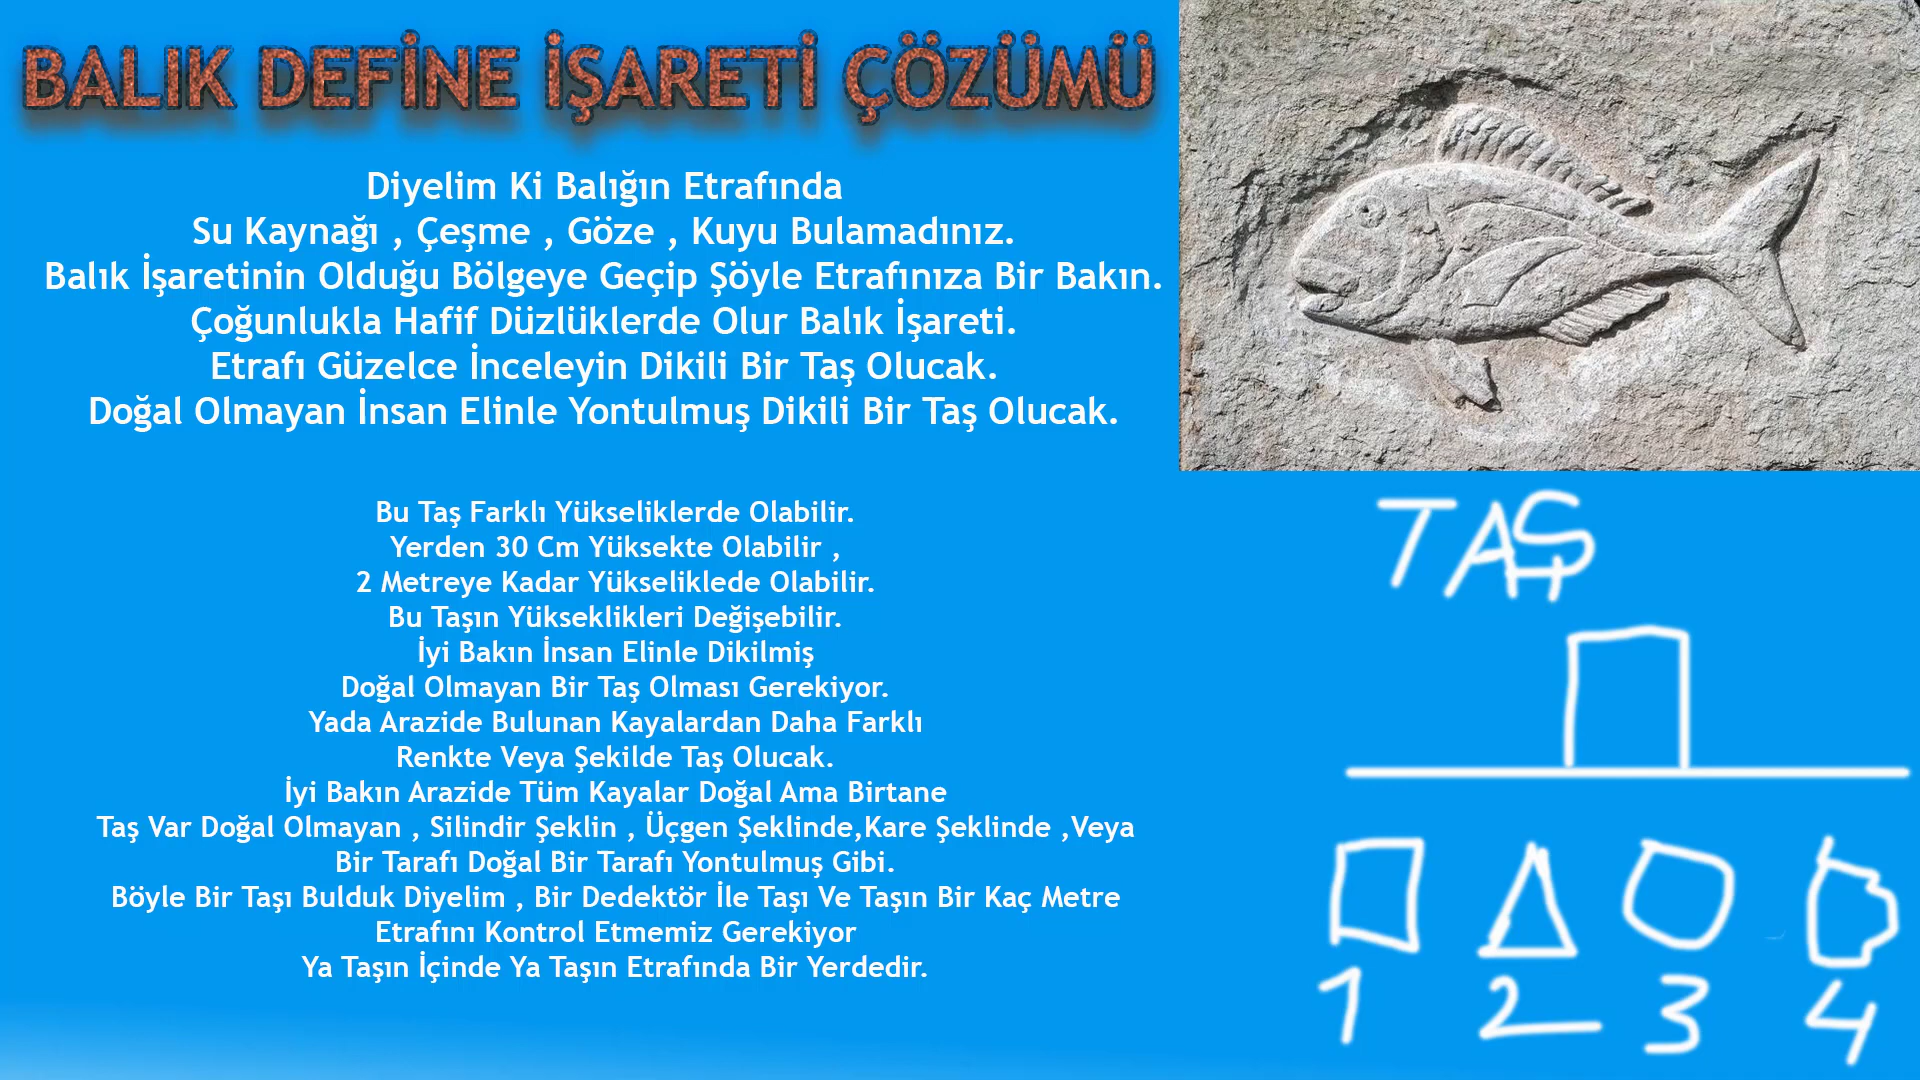 BALIK DEFİNE İŞARETİ ÇÖZÜMÜ
Diyelim Ki Balığın Etrafında
Su Kaynağı , Çeşme , Göze , Kuyu Bulamadınız.
Balık İşaretinin Olduğu Bölgeye Geçip Şöyle Etrafınıza Bir Bakın.
Çoğunlukla Hafif Düzlüklerde Olur Balık İşareti.
Etrafı Güzelce İnceleyin Dikili Bir Taş Olucak.
Doğal Olmayan İnsan Elinle Yontulmuş Dikili Bir Taş Olucak.
Bu Taş Farklı Yükseliklerde Olabilir.
Yerden 30 Cm Yüksekte Olabilir ,
2 Metreye Kadar Yükseliklede Olabilir.
Bu Taşın Yükseklikleri Değişebilir.
İyi Bakın İnsan Elinle Dikilmiş
Doğal Olmayan Bir Taş Olması Gerekiyor.
Yada Arazide Bulunan Kayalardan Daha Farklı
Renkte Veya Şekilde Taş Olucak.
İyi Bakın Arazide Tüm Kayalar Doğal Ama Birtane
Taş Var Doğal Olmayan , Silindir Şeklin , Üçgen Şeklinde,Kare Şeklinde ,Veya
Bir Tarafı Doğal Bir Tarafı Yontulmuş Gibi.
Böyle Bir Taşı Bulduk Diyelim , Bir Dedektör İle Taşı Ve Taşın Bir Kaç Metre
Etrafını Kontrol Etmemiz Gerekiyor
Ya Taşın İçinde Ya Taşın Etrafında Bir Yerdedir.
TAŞ
1 2 3 4